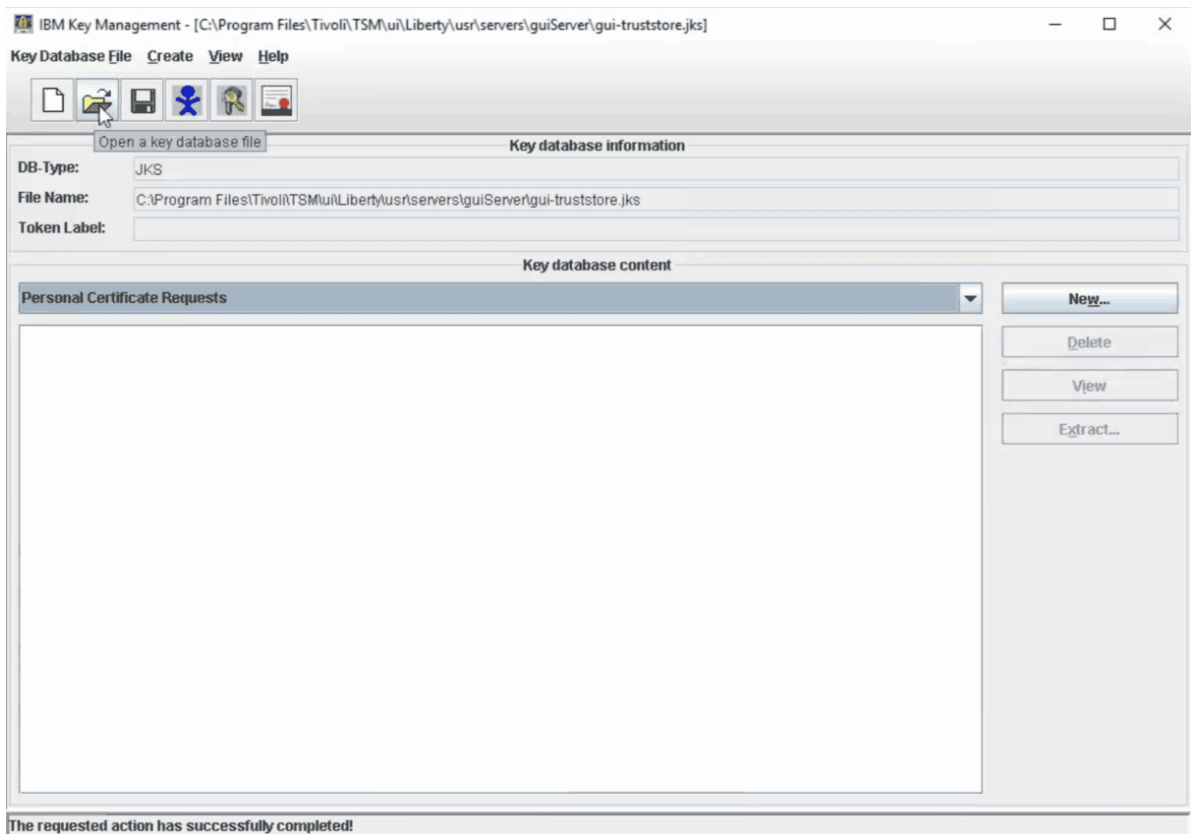 IBM Key Management - [C:\Program Files\Tivoli\TSM\ui\Liberty\usr\servers\guiServer\gui-truststore.jks]
Key Database File Create View Help
Open a key database file
Key database information
DB-Type: JKS
File Name: C:\Program Files\Tivoli\TSM\ui\Liberty\usr\servers\guiServer\gui-truststore.jks
Token Label:
Key database content
Personal Certificate Requests
New...
Delete
View
Extract...
The requested action has successfully completed!